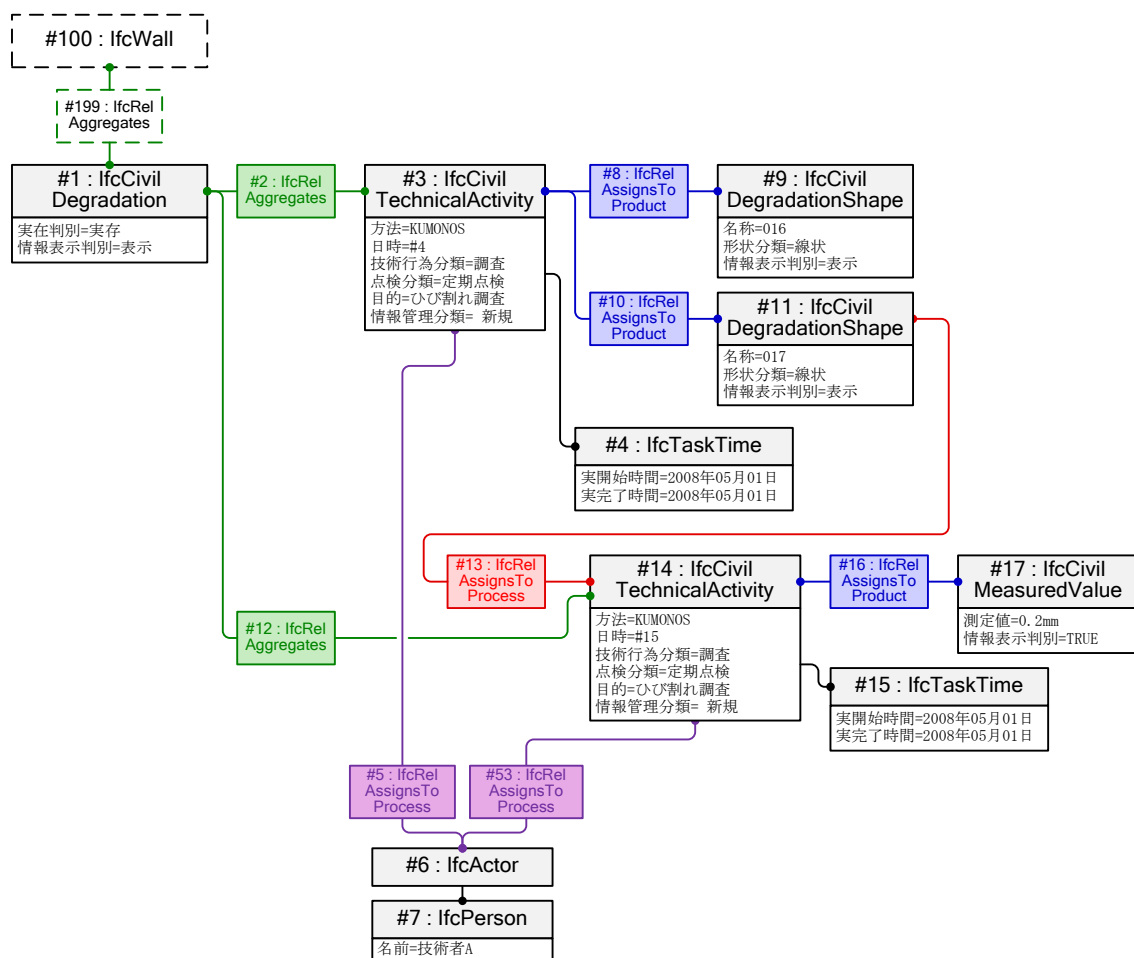 #100 : IfcWall
#199 : IfcRel
Aggregates
#1 : IfcCivil
Degradation
実在判別=実存
情報表示判別=表示
#2 : IfcRel
Aggregates
#3 : IfcCivil
TechnicalActivity
方法=KUMONOS
日時=#4
技術行為分類=調査
点検分類=定期点検
目的=ひび割れ調査
情報管理分類= 新規
#8 : IfcRel
AssignsTo
Product
#9 : IfcCivil
DegradationShape
名称=016
形状分類=線状
情報表示判別=表示
#10 : IfcRel
AssignsTo
Product
#11 : IfcCivil
DegradationShape
名称=017
形状分類=線状
情報表示判別=表示
#4 : IfcTaskTime
実開始時間=2008年05月01日
実完了時間=2008年05月01日
#13 : IfcRel
AssignsTo
Process
#14 : IfcCivil
TechnicalActivity
方法=KUMONOS
日時=#15
技術行為分類=調査
点検分類=定期点検
目的=ひび割れ調査
情報管理分類= 新規
#16 : IfcRel
AssignsTo
Product
#17 : IfcCivil
MeasuredValue
測定値=0.2mm
情報表示判別=TRUE
#12 : IfcRel
Aggregates
#15 : IfcTaskTime
実開始時間=2008年05月01日
実完了時間=2008年05月01日
#5 : IfcRel
AssignsTo
Process
#53 : IfcRel
AssignsTo
Process
#6 : IfcActor
#7 : IfcPerson
名前=技術者A